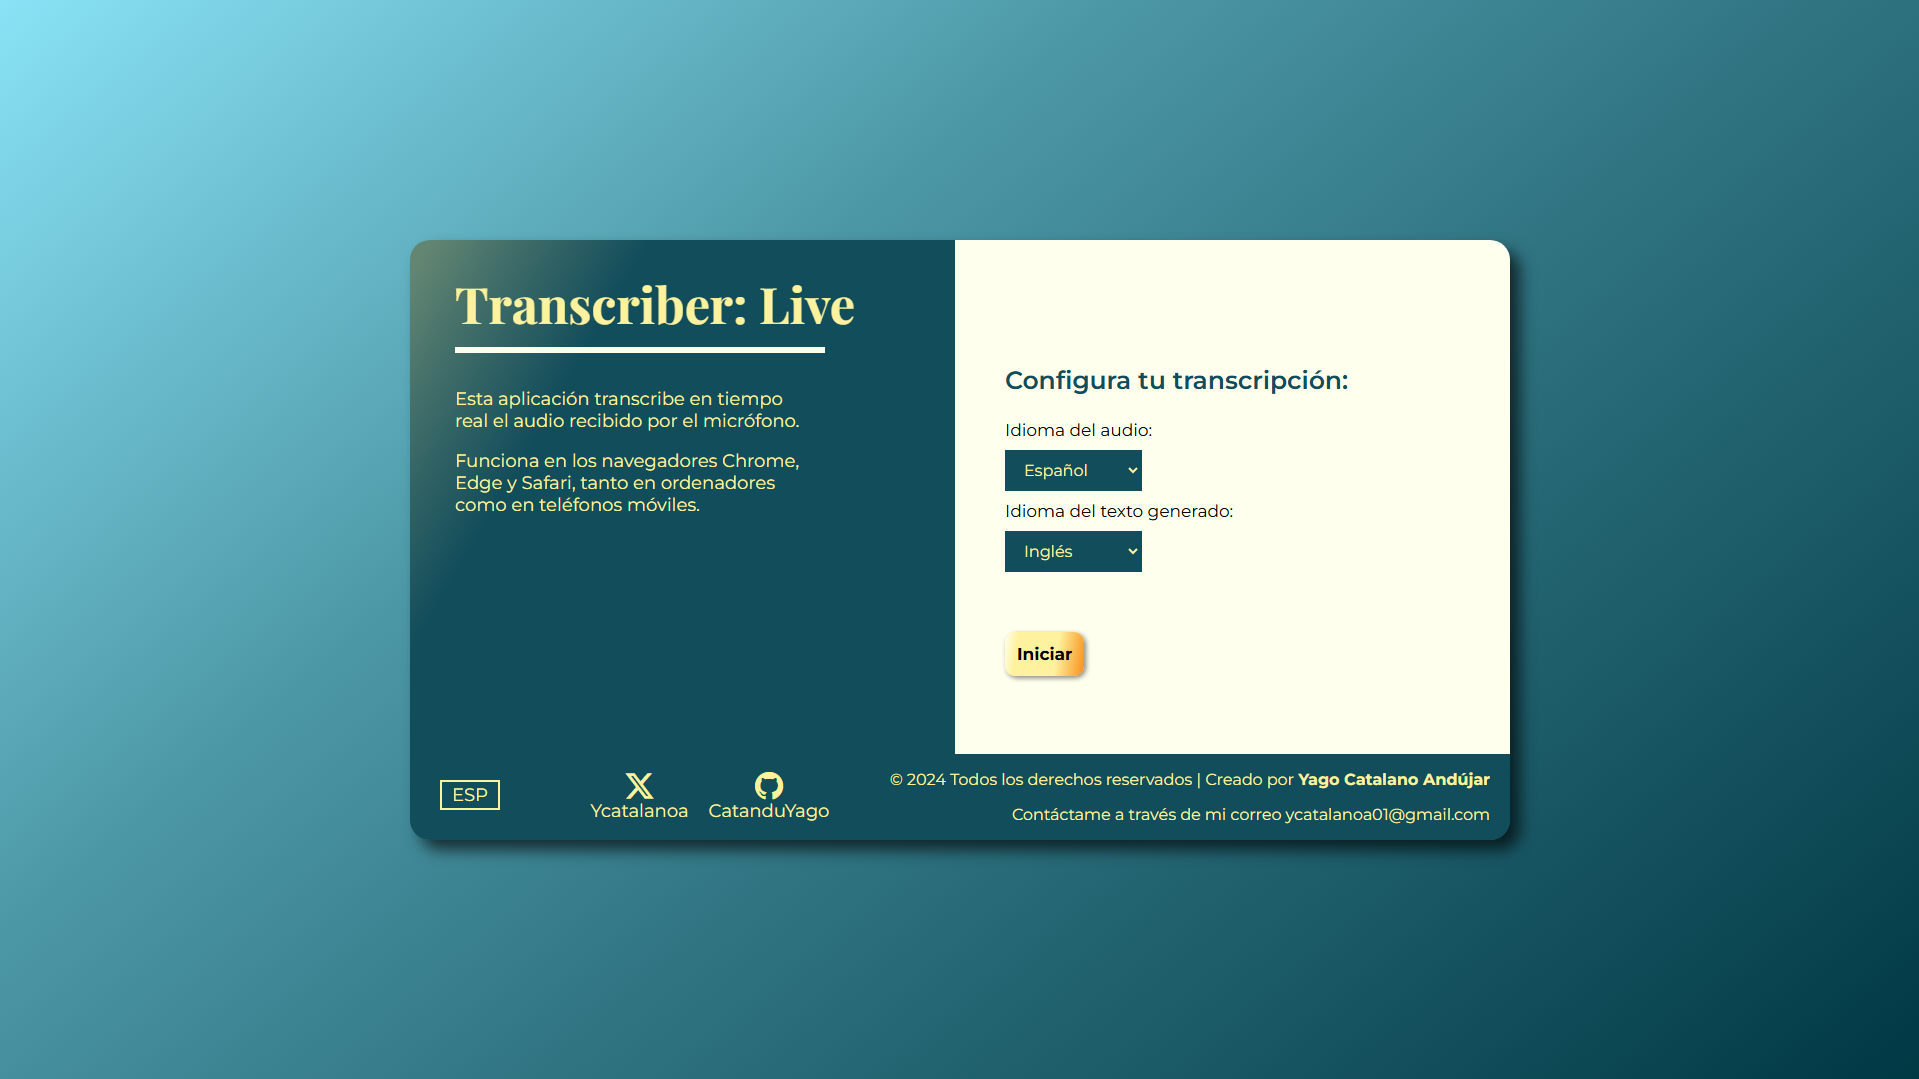 Transcriber: Live
Esta aplicación transcribe en tiempo
real el audio recibido por el micrófono.
Funciona en los navegadores Chrome,
Edge y Safari, tanto en ordenadores
como en teléfonos móviles.
Configura tu transcripción:
Idioma del audio:
Español
Idioma del texto generado:
Inglés
Iniciar
ESP
Ycatalanoa
CatanduYago
© 2024 Todos los derechos reservados | Creado por Yago Catalano Andújar
Contáctame a través de mi correo ycatalanoa01@gmail.com